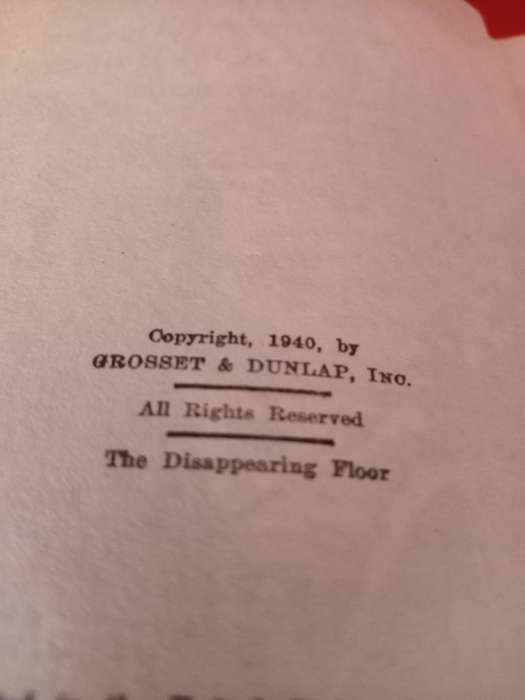 Copyright, 1940, by
GROSSET & DUNLAP, INC.
All Rights Reserved
The Disappearing Floor